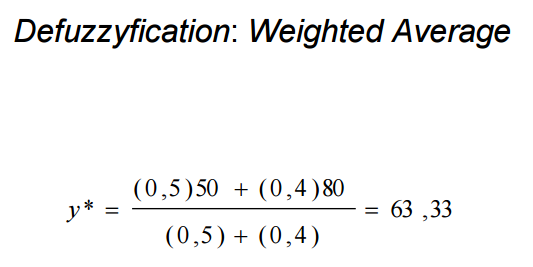 Defuzzyfication: Weighted Average
y* = (0,5)50 + (0,4)80 / (0,5) + (0,4) = 63 ,33